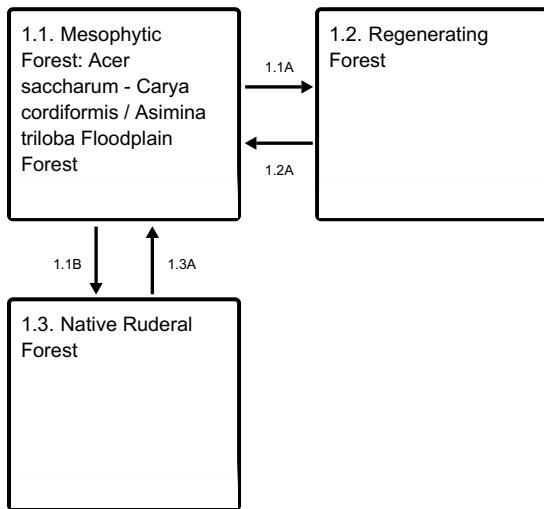 1.1. Mesophytic
Forest: Acer
saccharum - Carya
cordiformis / Asimina
triloba Floodplain
Forest
1.1A
1.2. Regenerating
Forest
1.2A
1.1B
1.3A
1.3. Native Ruderal
Forest